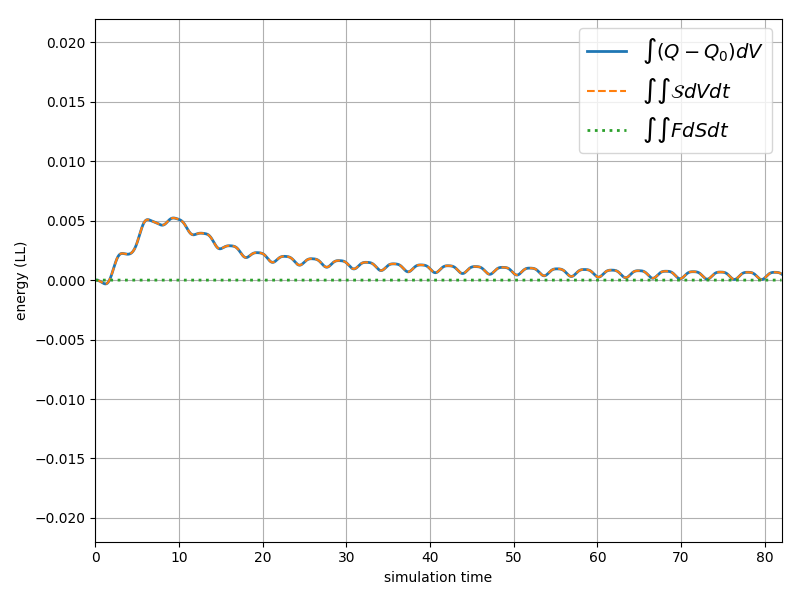 0.020
0.015
0.010
0.005
0.000
−0.005
−0.010
−0.015
−0.020
energy (LL)
0 10 20 30 40 50 60 70 80
simulation time
∫(Q − Q₀)dV
∫∫𝒮dVdt
∫∫FdSdt